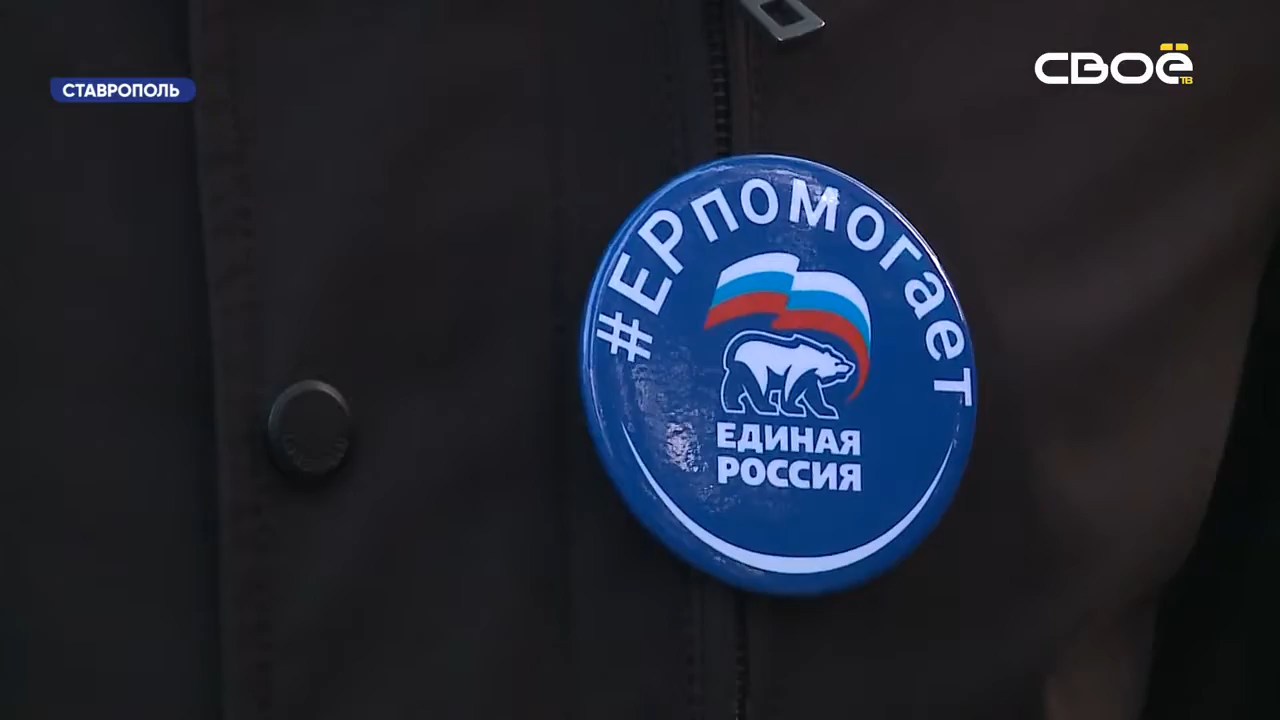 СТАВРОПОЛЬ
СВОЁ
ТВ
#ЕРпомогает
ЕДИНАЯ
РОССИЯ